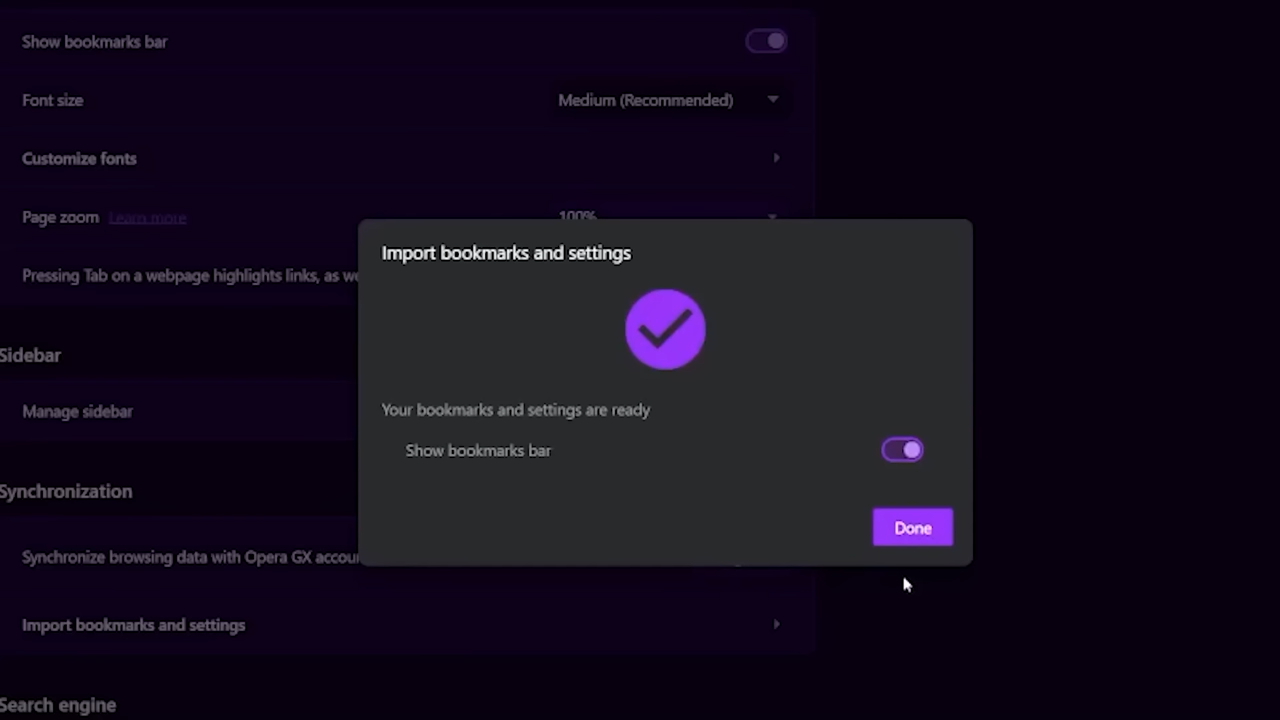 Show bookmarks bar
Font size
Medium (Recommended)
Customize fonts
Page zoom Learn more
100%
Pressing Tab on a webpage highlights links, as we
Import bookmarks and settings
Your bookmarks and settings are ready
Show bookmarks bar
Done
Sidebar
Manage sidebar
Synchronization
Synchronize browsing data with Opera GX accour
Import bookmarks and settings
Search engine